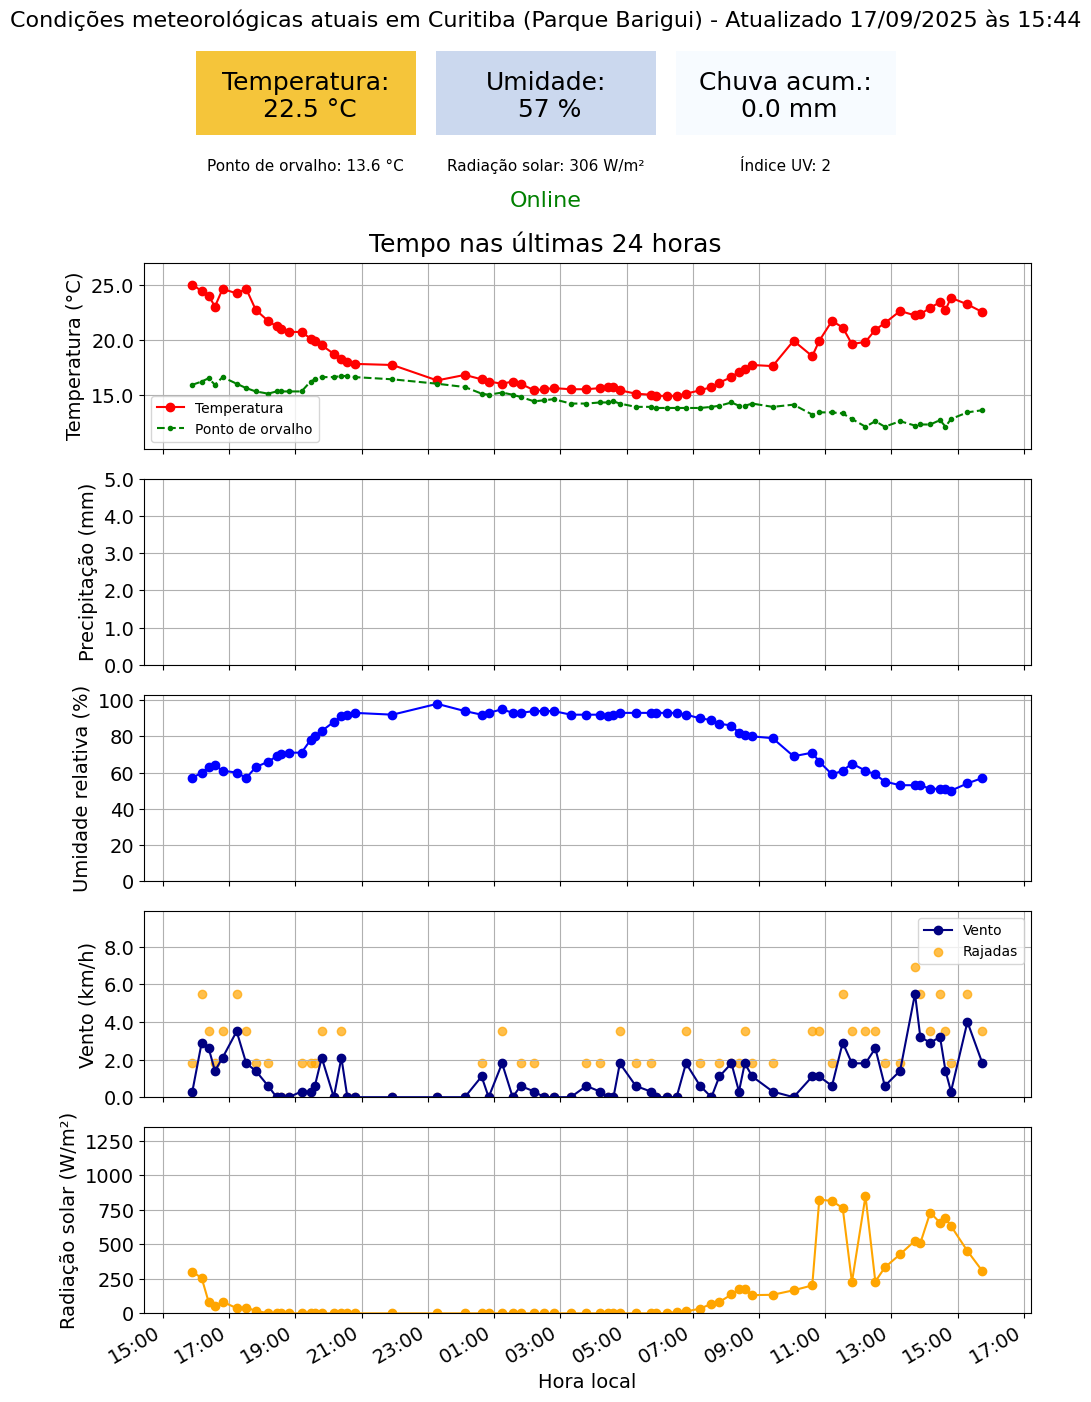 Condições meteorológicas atuais em Curitiba (Parque Barigui) - Atualizado 17/09/2025 às 15:44
Temperatura:
22.5 °C
Umidade:
57 %
Chuva acum.:
0.0 mm
Ponto de orvalho: 13.6 °C
Radiação solar: 306 W/m²
Índice UV: 2
Online
Tempo nas últimas 24 horas
Temperatura (°C)
25.0
20.0
15.0
Temperatura
Ponto de orvalho
Precipitação (mm)
5.0
4.0
3.0
2.0
1.0
0.0
Umidade relativa (%)
100
80
60
40
20
0
Vento (km/h)
8.0
6.0
4.0
2.0
0.0
Vento
Rajadas
Radiação solar (W/m²)
1250
1000
750
500
250
0
15:00
17:00
19:00
21:00
23:00
01:00
03:00
05:00
07:00
09:00
11:00
13:00
15:00
17:00
Hora local